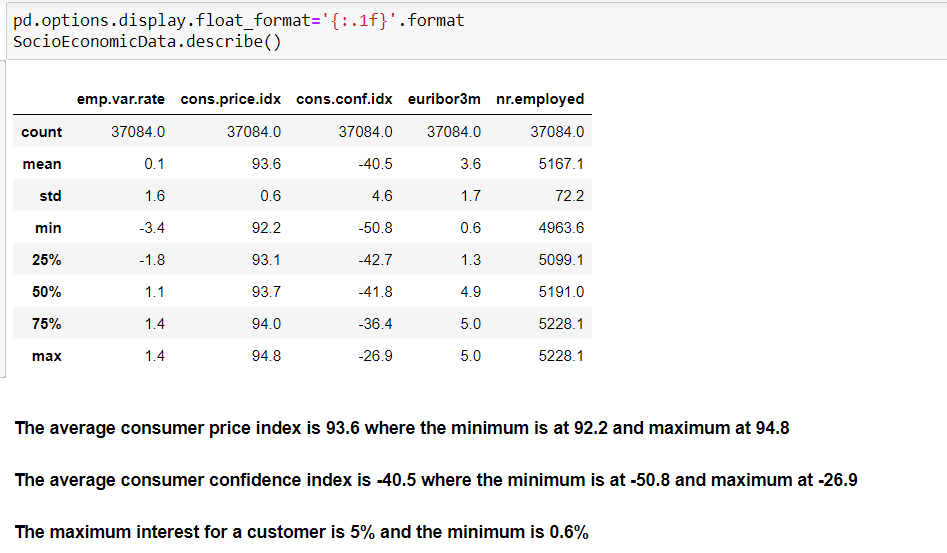 pd.options.display.float_format='{:.1f}'.format
SocioEconomicData.describe()
emp.var.rate cons.price.idx cons.conf.idx euribor3m nr.employed
count 37084.0 37084.0 37084.0 37084.0 37084.0
mean 0.1 93.6 -40.5 3.6 5167.1
std 1.6 0.6 4.6 1.7 72.2
min -3.4 92.2 -50.8 0.6 4963.6
25% -1.8 93.1 -42.7 1.3 5099.1
50% 1.1 93.7 -41.8 4.9 5191.0
75% 1.4 94.0 -36.4 5.0 5228.1
max 1.4 94.8 -26.9 5.0 5228.1
The average consumer price index is 93.6 where the minimum is at 92.2 and maximum at 94.8
The average consumer confidence index is -40.5 where the minimum is at -50.8 and maximum at -26.9
The maximum interest for a customer is 5% and the minimum is 0.6%